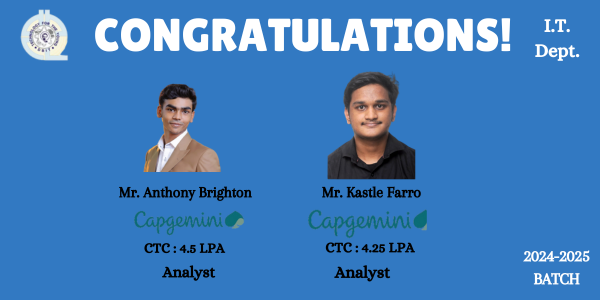 CONGRATULATIONS!
I.T.
Dept.
Mr. Anthony Brighton
Mr. Kastle Farro
Capgemini
Capgemini
CTC : 4.5 LPA
CTC : 4.25 LPA
Analyst
Analyst
2024-2025
BATCH